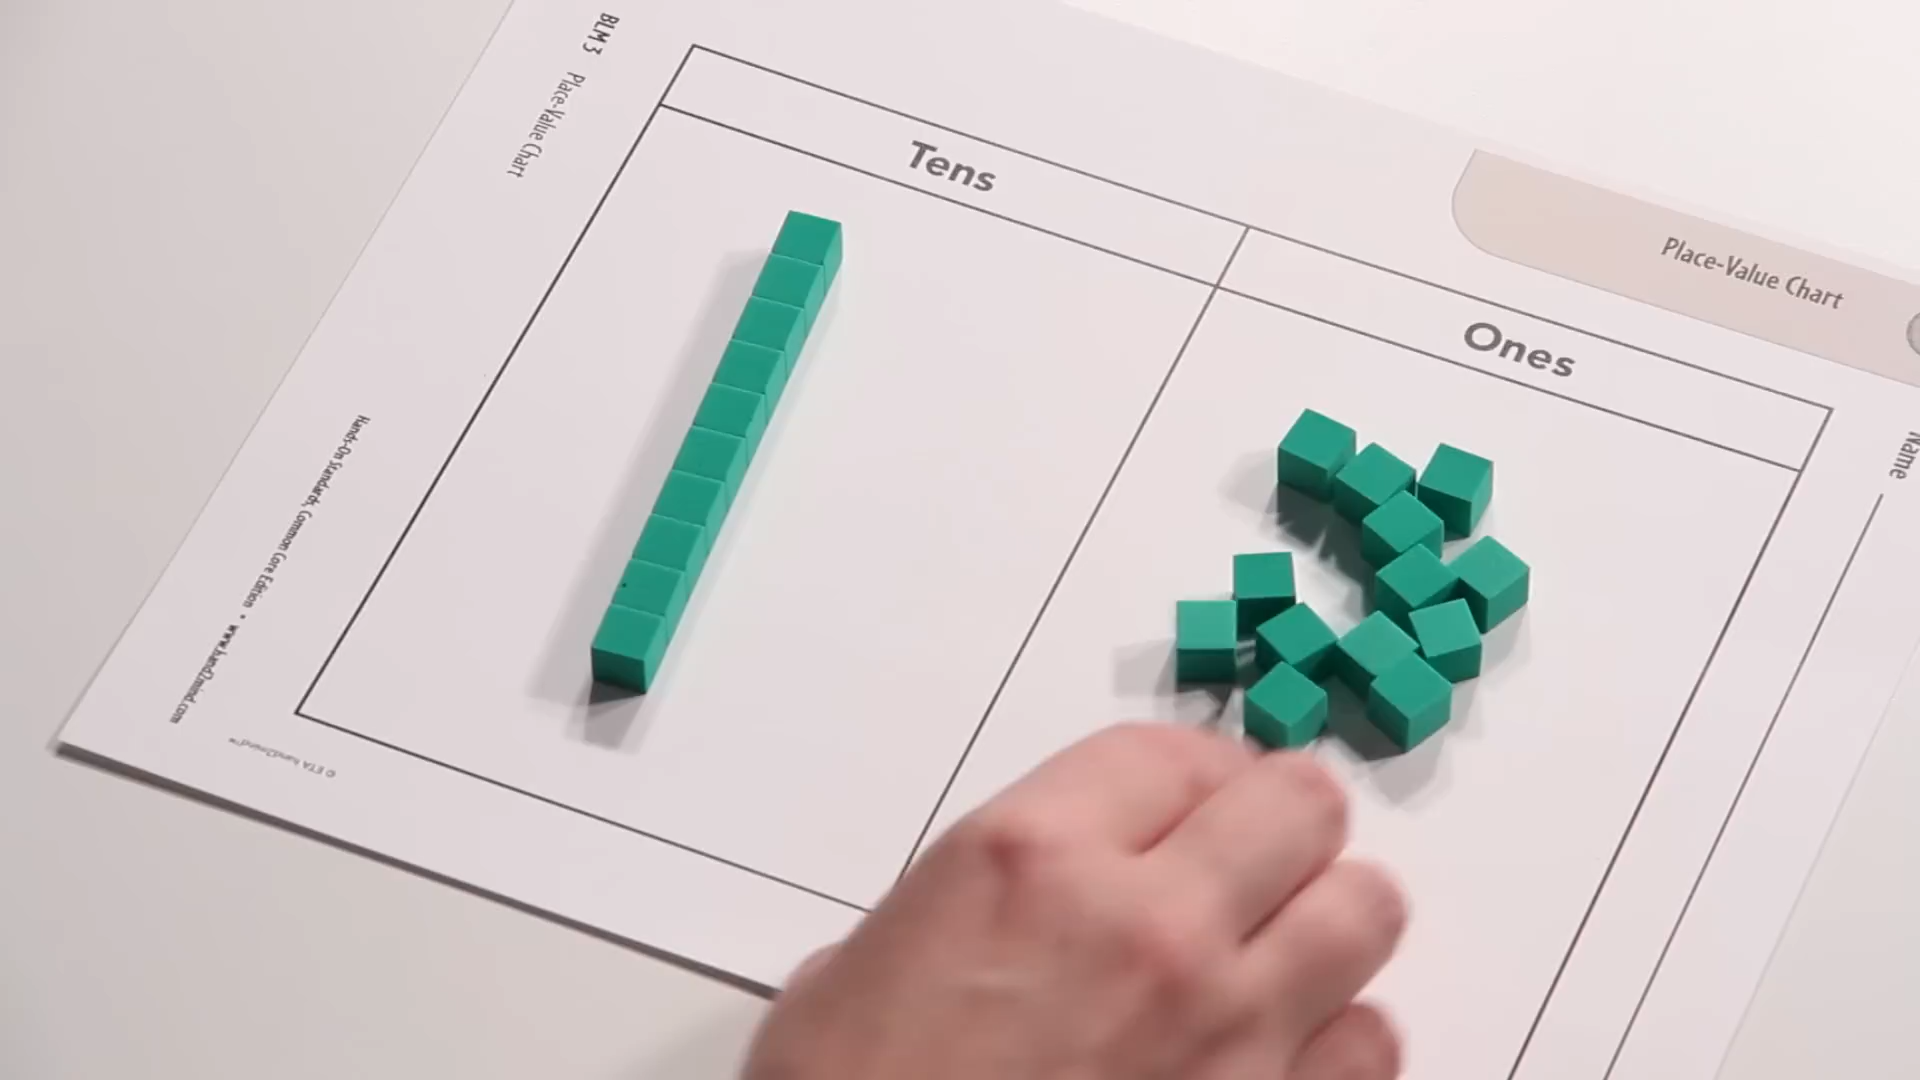 BLM 3 Place-Value Chart
Tens
Ones
Place-Value Chart
Name
Hands-On Standards, Common Core Edition • www.hand2mind.com
© ETA hand2mind™